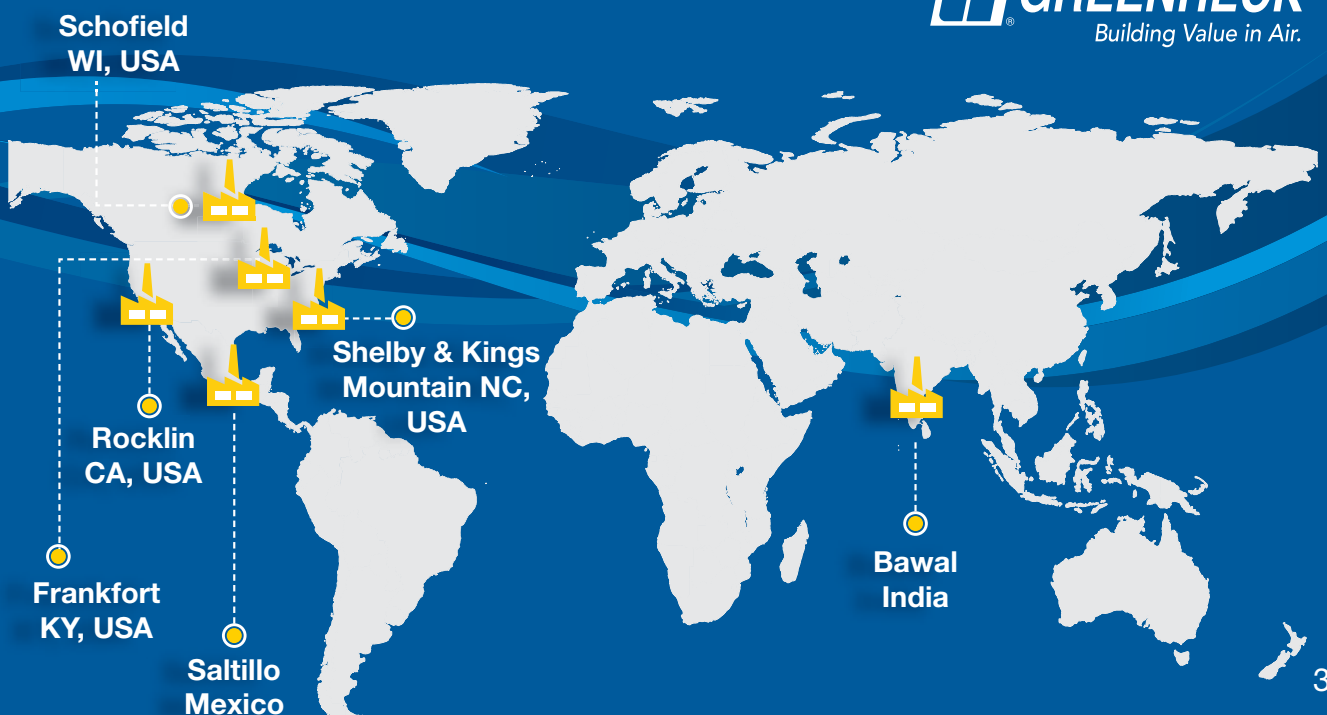 Schofield
WI, USA
GREENHECK
®
Building Value in Air.
Shelby & Kings
Mountain NC,
USA
Rocklin
CA, USA
Frankfort
KY, USA
Saltillo
Mexico
Bawal
India
3